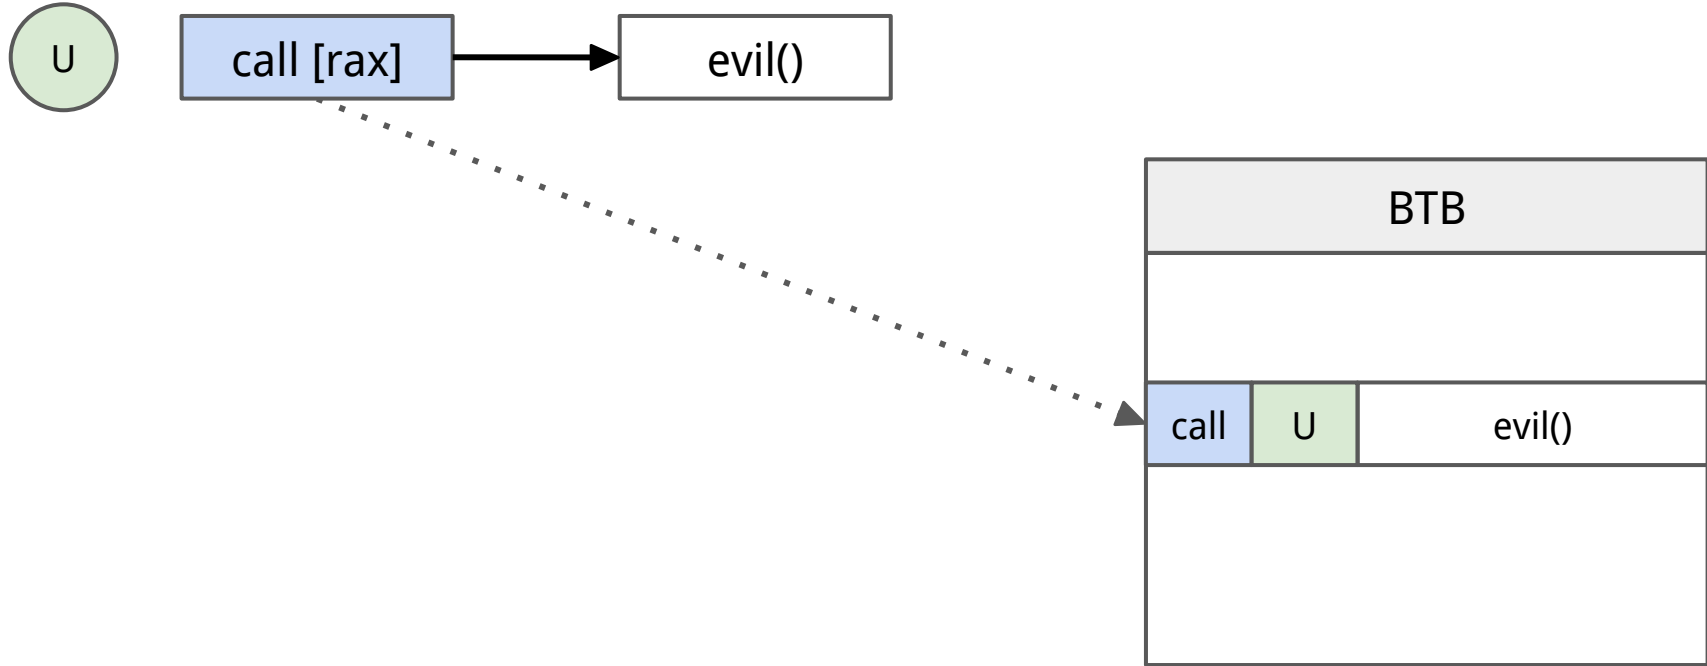 U
call [rax]
evil()
BTB
call
U
evil()